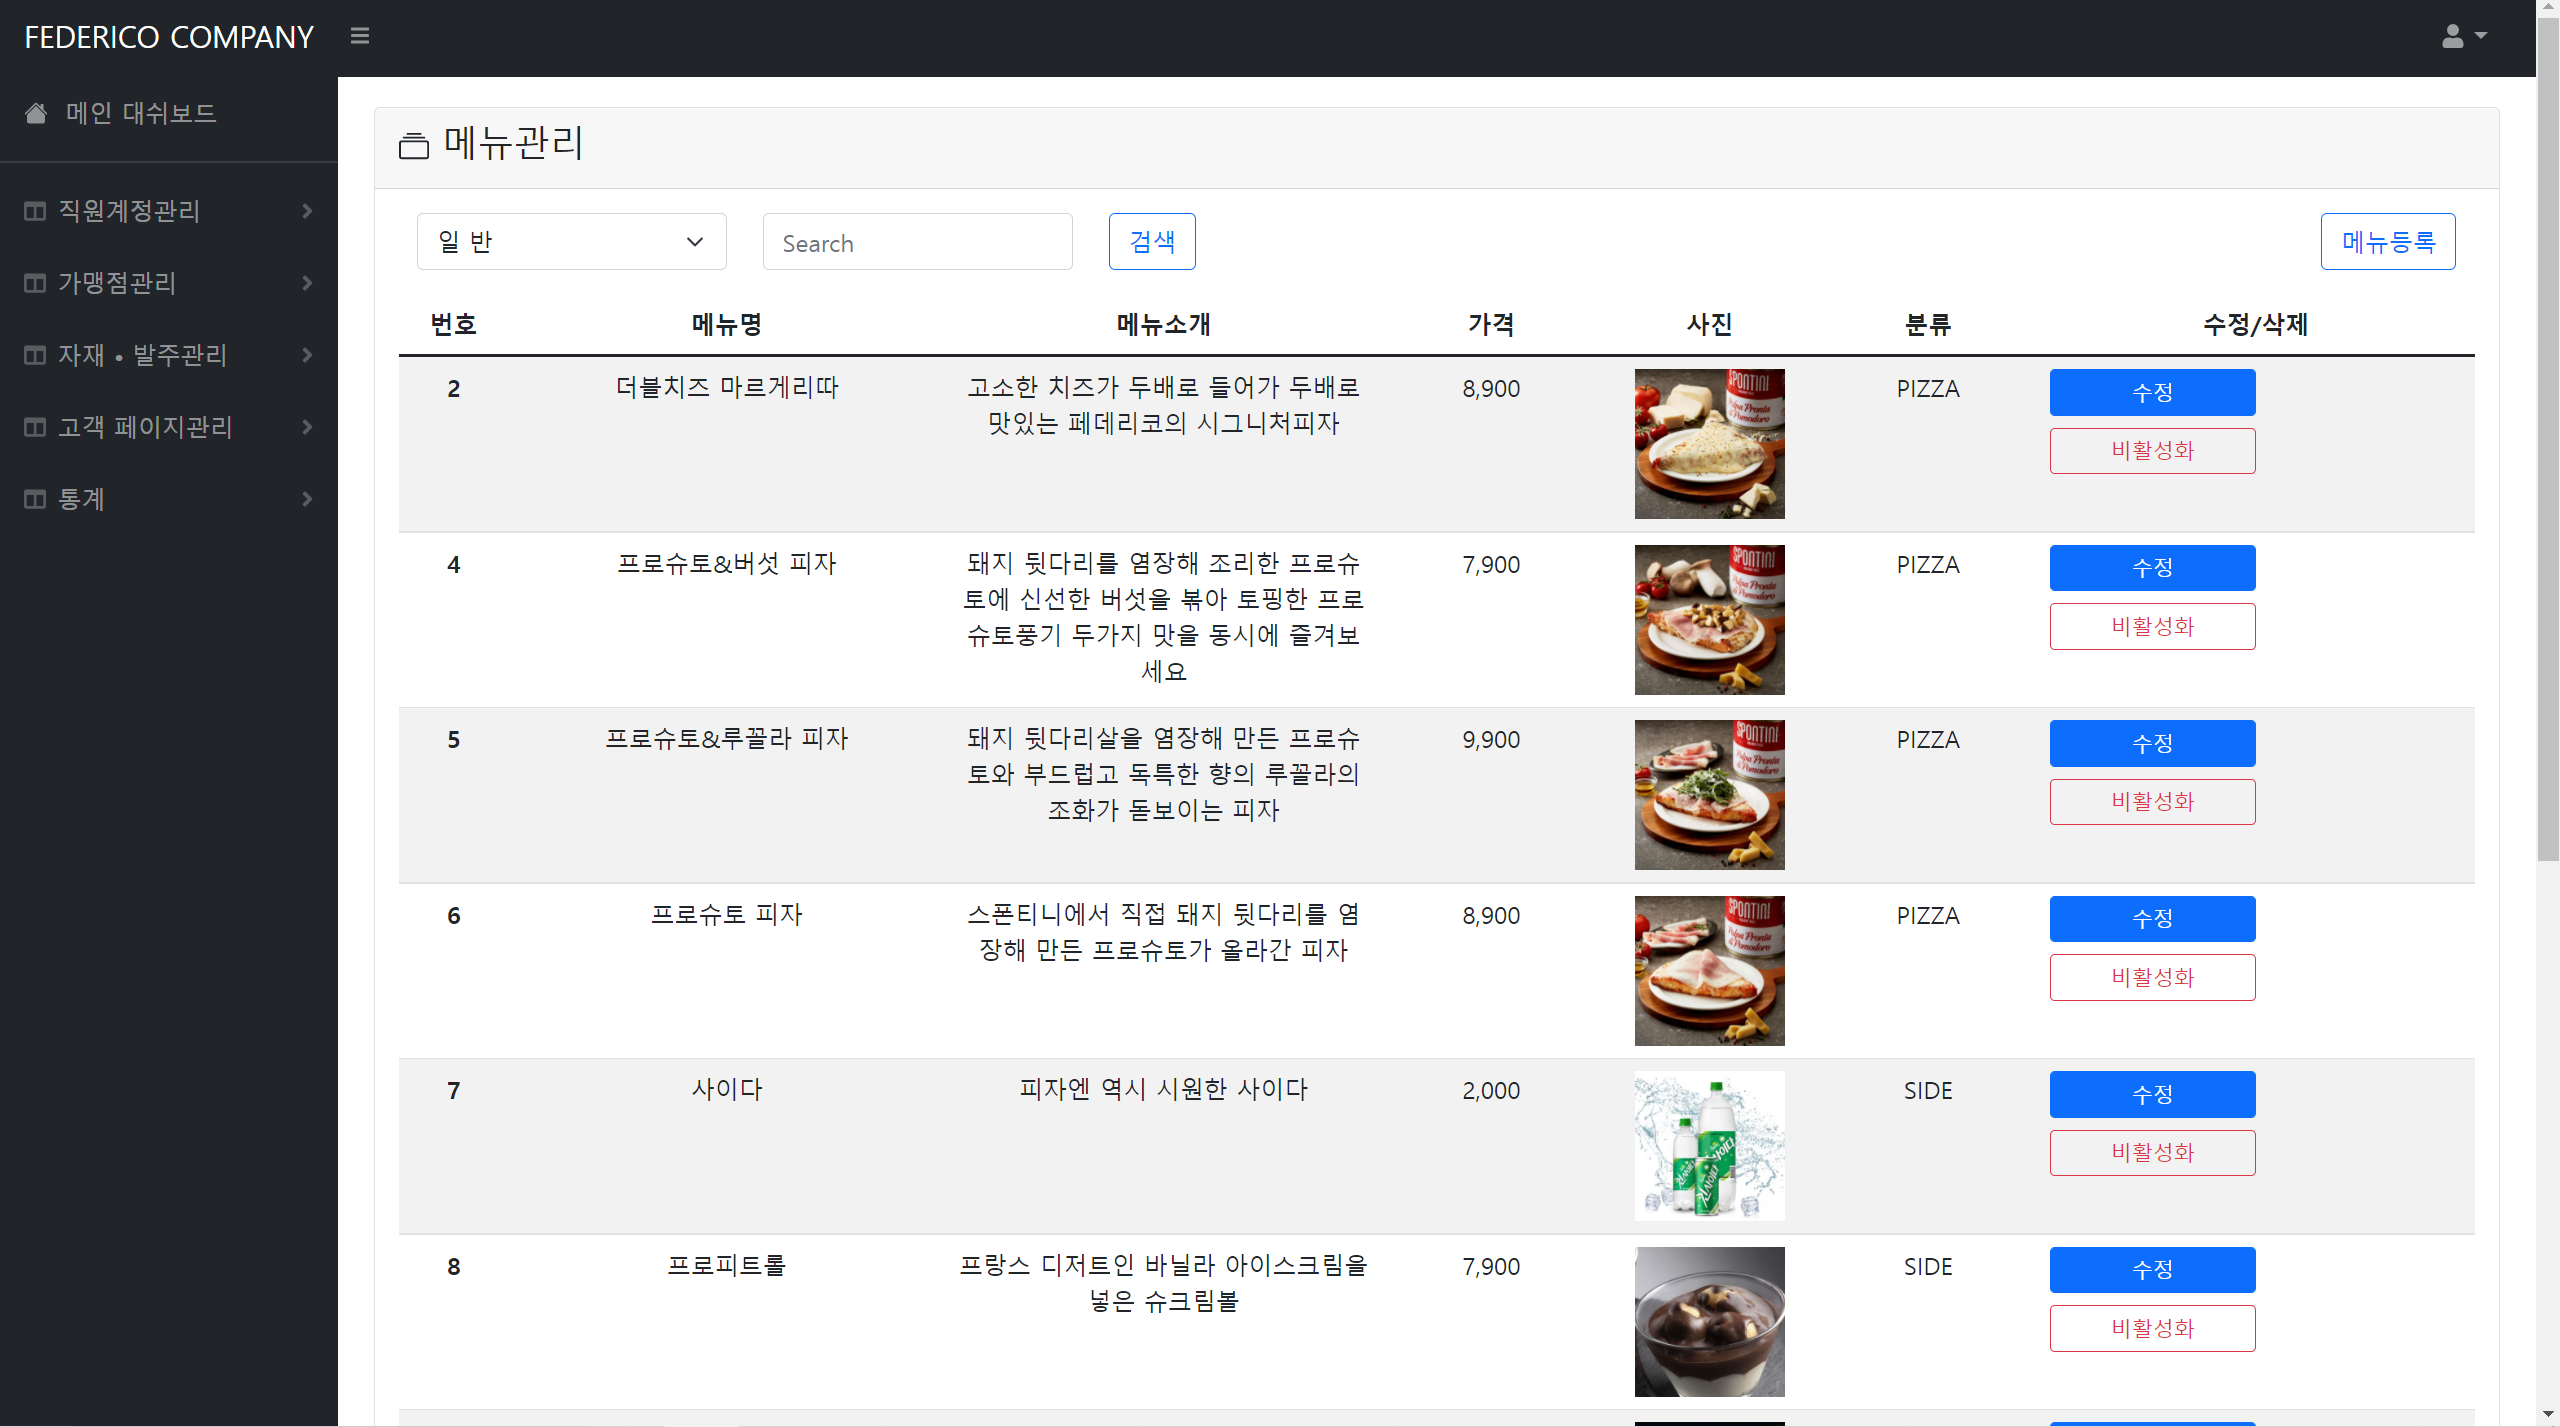 FEDERICO COMPANY
메인 대쉬보드
직원계정관리
가맹점관리
자재 • 발주관리
고객 페이지관리
통계
메뉴관리
일 반
Search
검색
메뉴등록
번호 메뉴명 메뉴소개 가격 사진 분류 수정/삭제
2 더블치즈 마르게리따 고소한 치즈가 두배로 들어가 두배로 8,900 PIZZA 수정
맛있는 페데리코의 시그니처피자
비활성화
SPONTINI
Polpa Pronta
di Pomodoro
4 프로슈토&버섯 피자 돼지 뒷다리를 염장해 조리한 프로슈 7,900 PIZZA 수정
토에 신선한 버섯을 볶아 토핑한 프로
슈토풍기 두가지 맛을 동시에 즐겨보
세요
비활성화
SPONTINI
Polpa Pronta
di Pomodoro
5 프로슈토&루꼴라 피자 돼지 뒷다리살을 염장해 만든 프로슈 9,900 PIZZA 수정
토와 부드럽고 독특한 향의 루꼴라의
조화가 돋보이는 피자
비활성화
SPONTINI
Polpa Pronta
di Pomodoro
6 프로슈토 피자 스폰티니에서 직접 돼지 뒷다리를 염 8,900 PIZZA 수정
장해 만든 프로슈토가 올라간 피자
비활성화
SPONTINI
Polpa Pronta
di Pomodoro
7 사이다 피자엔 역시 시원한 사이다 2,000 SIDE 수정
비활성화
8 프로피트롤 프랑스 디저트인 바닐라 아이스크림을 7,900 SIDE 수정
넣은 슈크림볼
비활성화